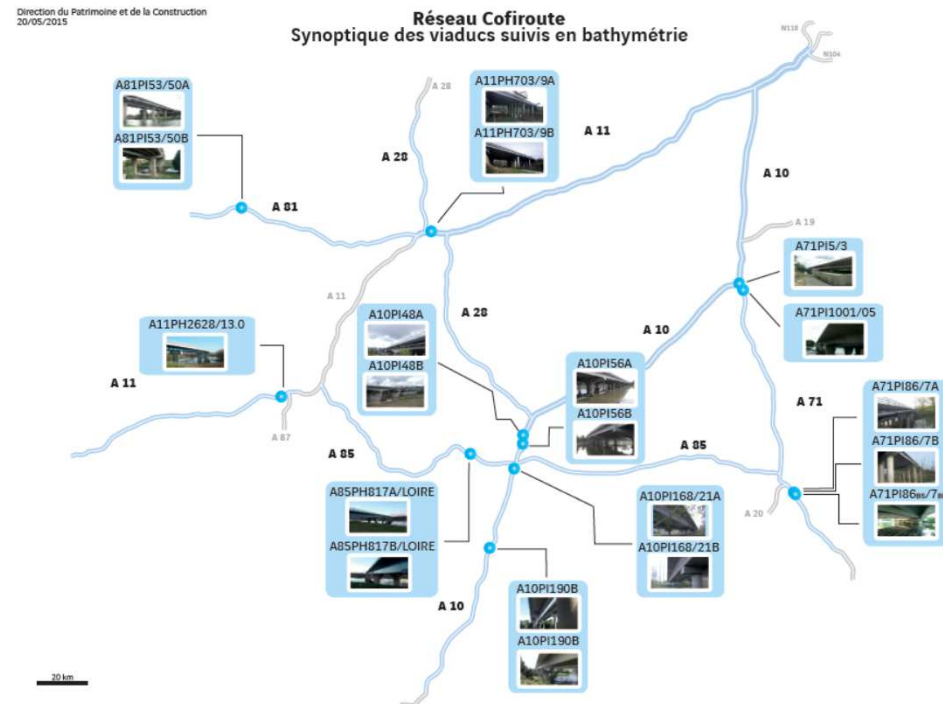 Direction du Patrimoine et de la Construction
20/05/2015
Réseau Cofiroute
Synoptique des viaducs suivis en bathymétrie
N118
N104
A81PI53/50A
A81PI53/50B
A 28
A11PH703/9A
A11PH703/9B
A 11
A 28
A 10
A 81
A 19
A71PI5/3
A 11
A 28
A 10
A71PI1001/05
A11PH2628/13.0
A10PI48A
A10PI48B
A10PI56A
A10PI56B
A 11
A 87
A 71
A71PI86/7A
A71PI86/7B
A 85
A 85
A 20
A85PH817A/LOIRE
A85PH817B/LOIRE
A10PI168/21A
A10PI168/21B
A 10
A10PI190B
A10PI190B
20 km